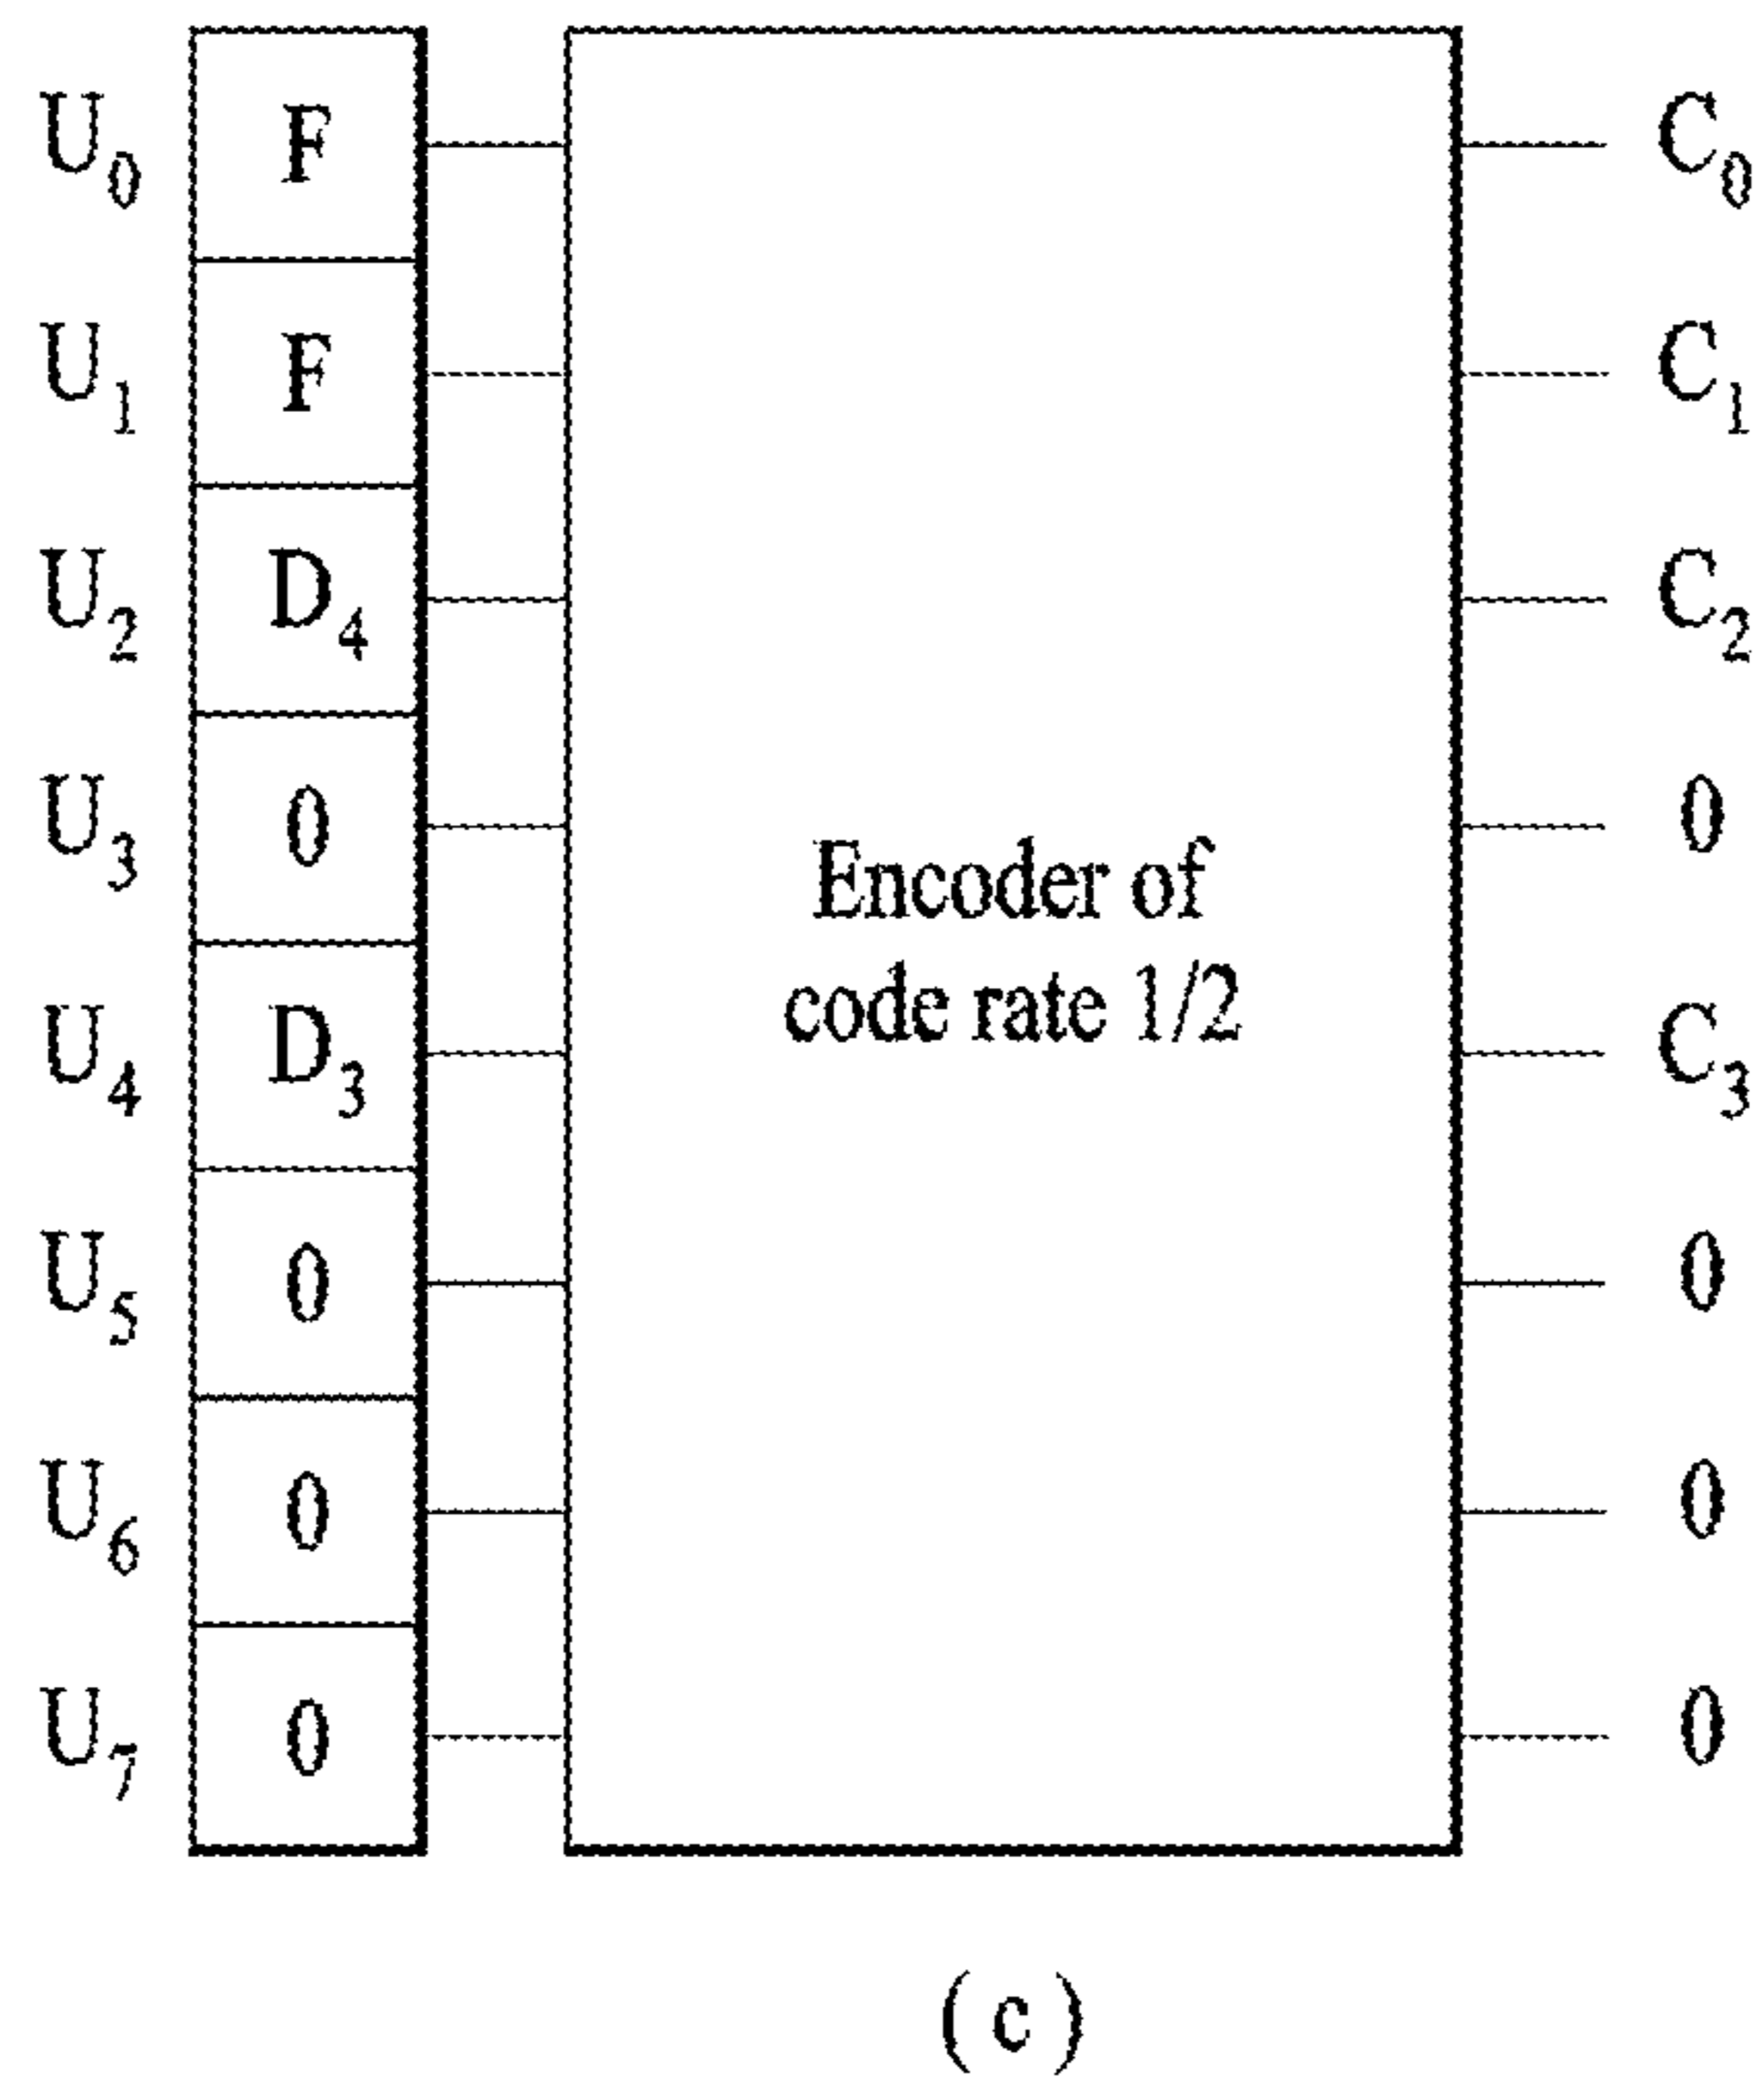 U0 F C0
U1 F C1
U2 D4 C2
U3 0 0
Encoder of
code rate 1/2
U4 D3 C3
U5 0 0
U6 0 0
U7 0 0
( c )